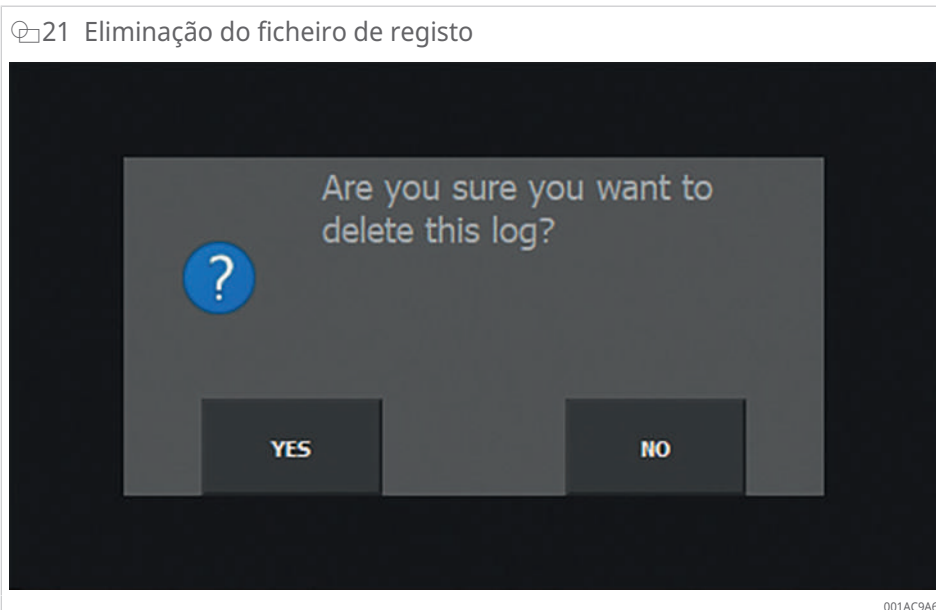 21 Eliminação do ficheiro de registo
Are you sure you want to
delete this log?
?
YES
NO
001AC9A6